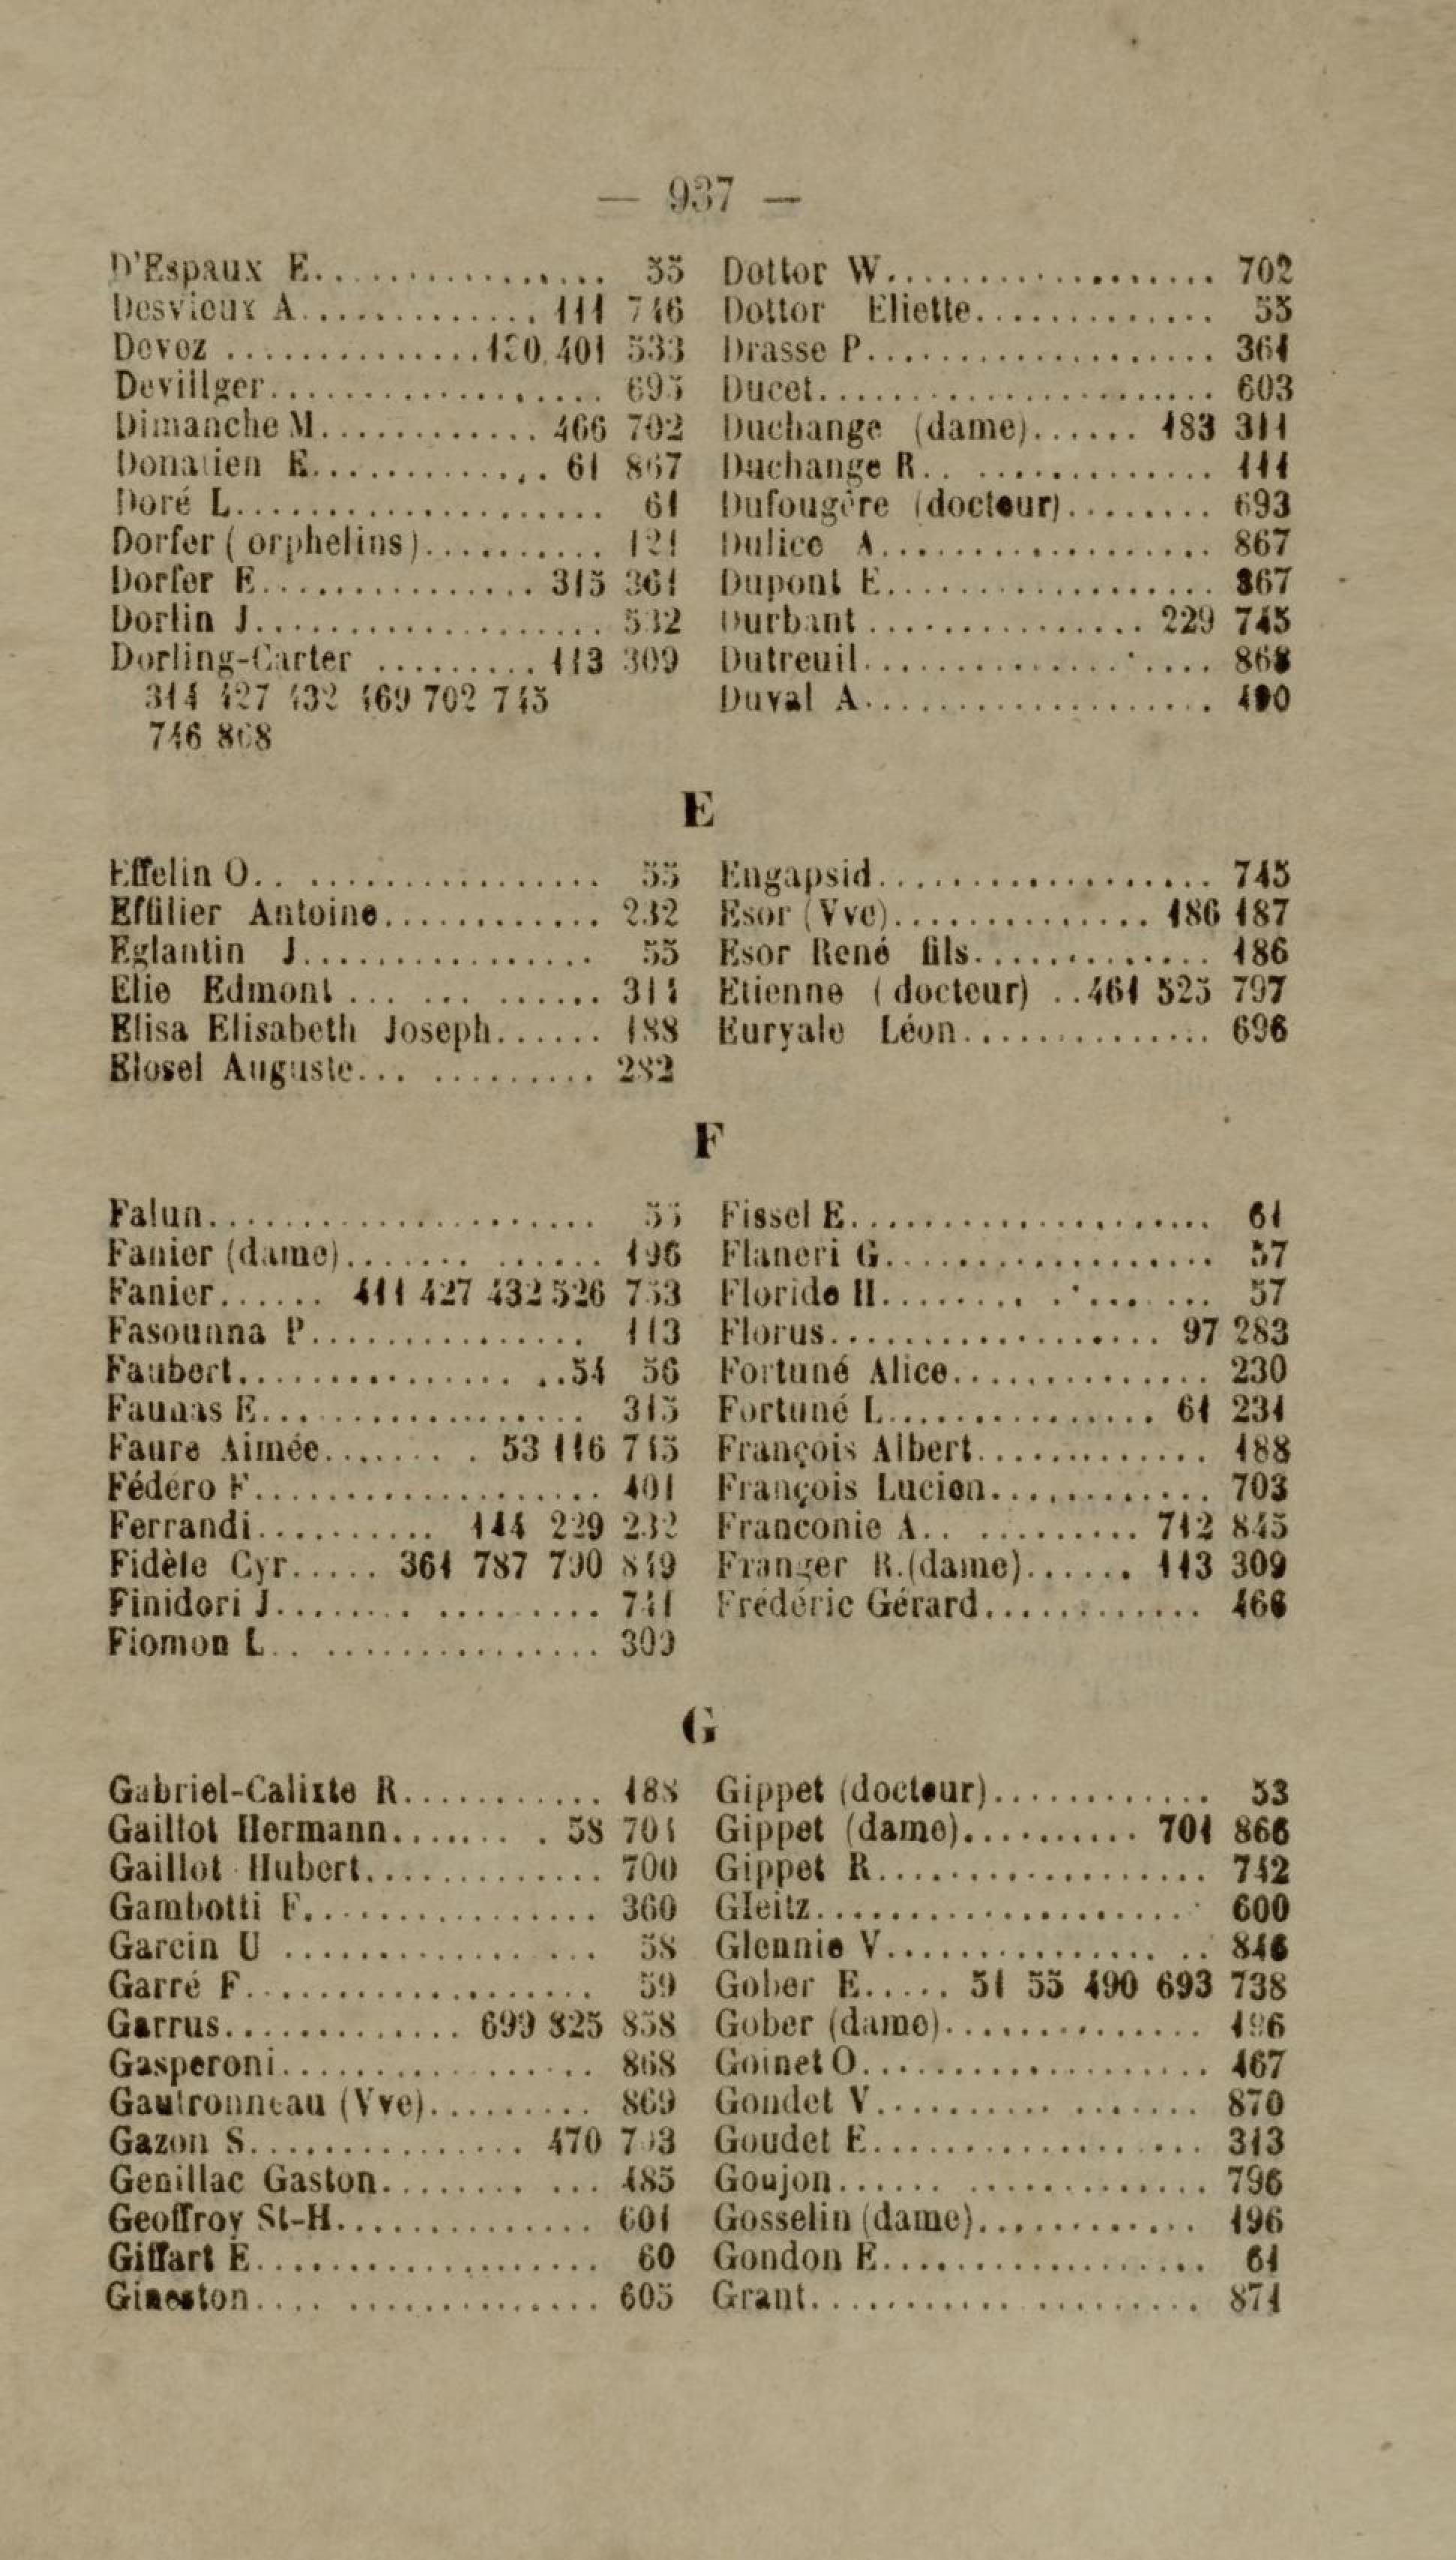 — 937 —
D'Espaux E................ 55
Desvieux A............. 111 746
Devoz .............. 401 533
Devillger.................. 695
Dimanche M............ 466 702
Donatien E............. 61 867
Doré L.................... 61
Dorfer ( orphelins).......... 121
Dorfer E............... 315 361
Dorlin J................... 532
Dorling-Carter ......... 113 309
314 427 432 469 702 745
746 868
Dottor W.................. 702
Dottor Eliette............. 55
Drasse P................... 361
Ducet...................... 603
Duchange (dame)...... 183 311
Duchange R.. ............. 111
Dufougère (docteur)........ 693
Dulice A.................. 867
Dupont E.................. 867
Durbant ............... 229 745
Dutreuil................... 868
Duval A................... 190
E
Effelin O.. ................ 55
Effilier Antoine............ 232
Eglantin J................ 55
Elie Edmont ... ... ....... 311
Elisa Elisabeth Joseph...... 188
Elosel Auguste... ......... 282
Engapsid................... 745
Esor (Vve).............. 186 187
Esor René fils............. 186
Etienne ( docteur) ..461 525 797
Euryale Léon.............. 696
F
Falun..................... 55
Fanier (dame)....... ...... 196
Fanier...... 411 427 432 526 753
Fasounna P............... 113
Faubert............... ..54 56
Faunas E.................. 315
Faure Aimée........ . 53 116 745
Fédéro F................... 401
Ferrandi.......... 144 229 232
Fidèle Cyr..... 361 787 790 849
Finidori J........ ......... 741
Fiomon L.. ............... 309
Fissel E.................... 61
Flaneri G.................. 57
Floride H........ . ....... 57
Florus.................. 97 283
Fortuné Alice.............. 230
Fortuné L............... 61 231
François Albert............. 188
François Lucien............ 703
Franconie A.. ......... 712 845
Franger R.(dame)...... 113 309
Frédéric Gérard............ 466
G
Gabriel-Calixte R........... 188
Gaillot Hermann....... . 58 701
Gaillot Hubert............. 700
Gambotti F................ 360
Garcin U ................. 58
Garré F................... 59
Garrus............. 699 825 858
Gasperoni................. 868
Gautronneau (Vve)......... 869
Gazon S............... 470 703
Genillac Gaston........ ... 485
Geoffroy St-H.............. 601
Giffart E................... 60
Gineston.... .............. 605
Gippet (docteur)............ 53
Gippet (dame).......... 701 866
Gippet R.................. 742
Gleitz..................... 600
Glennie V............... .. 846
Gober E..... 51 55 490 693 738
Gober (dame).............. 196
Goinet O................... 467
Gondet V.......... ....... 870
Goudet E.................. 313
Goujon...... ............. 796
Gosselin (dame)............ 196
Gondon E.................. 61
Grant........... ......... 871